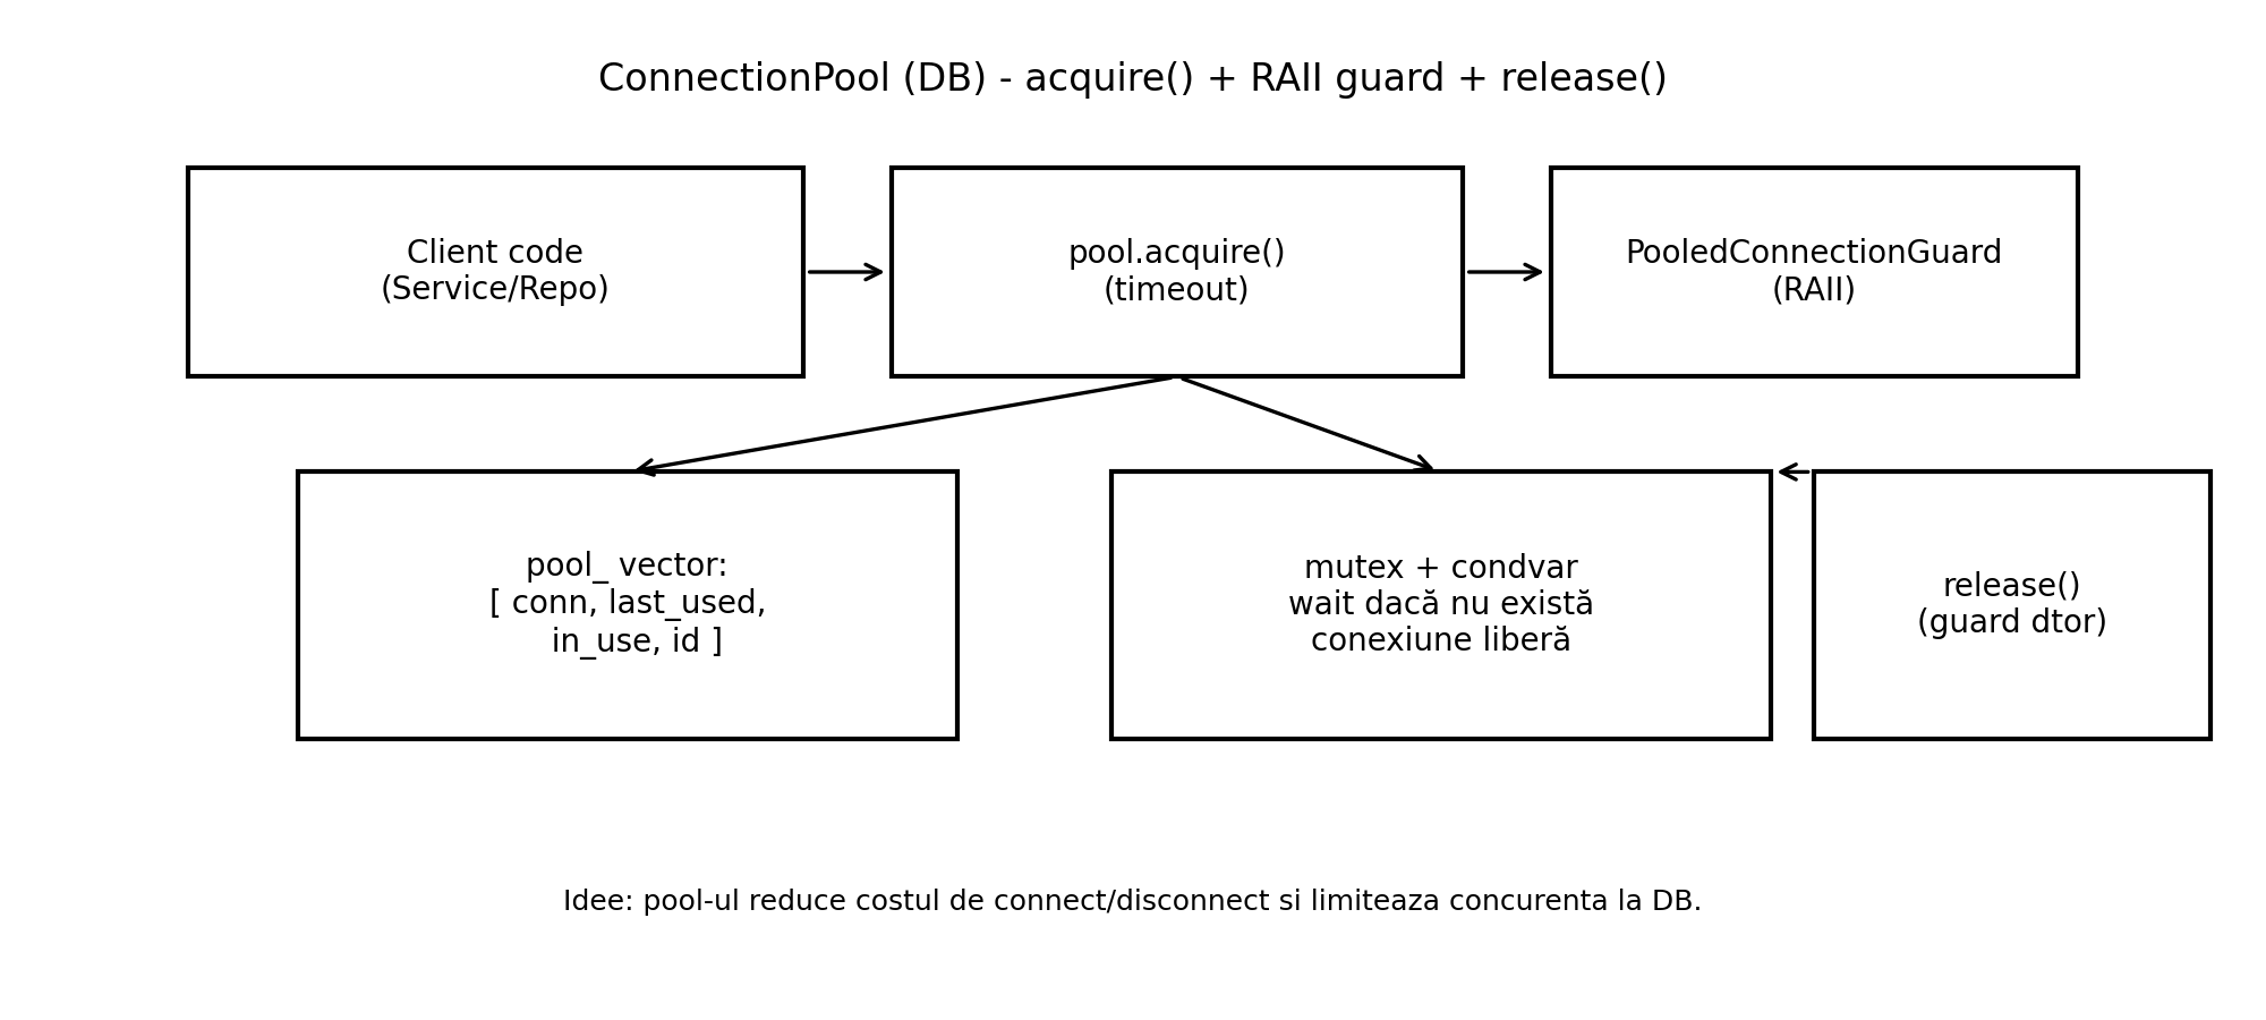 ConnectionPool (DB) - acquire() + RAII guard + release()
Client code
(Service/Repo)
pool.acquire()
(timeout)
PooledConnectionGuard
(RAII)
pool_ vector:
[ conn, last_used,
in_use, id ]
mutex + condvar
wait dacă nu există
conexiune liberă
release()
(guard dtor)
Idee: pool-ul reduce costul de connect/disconnect si limiteaza concurenta la DB.